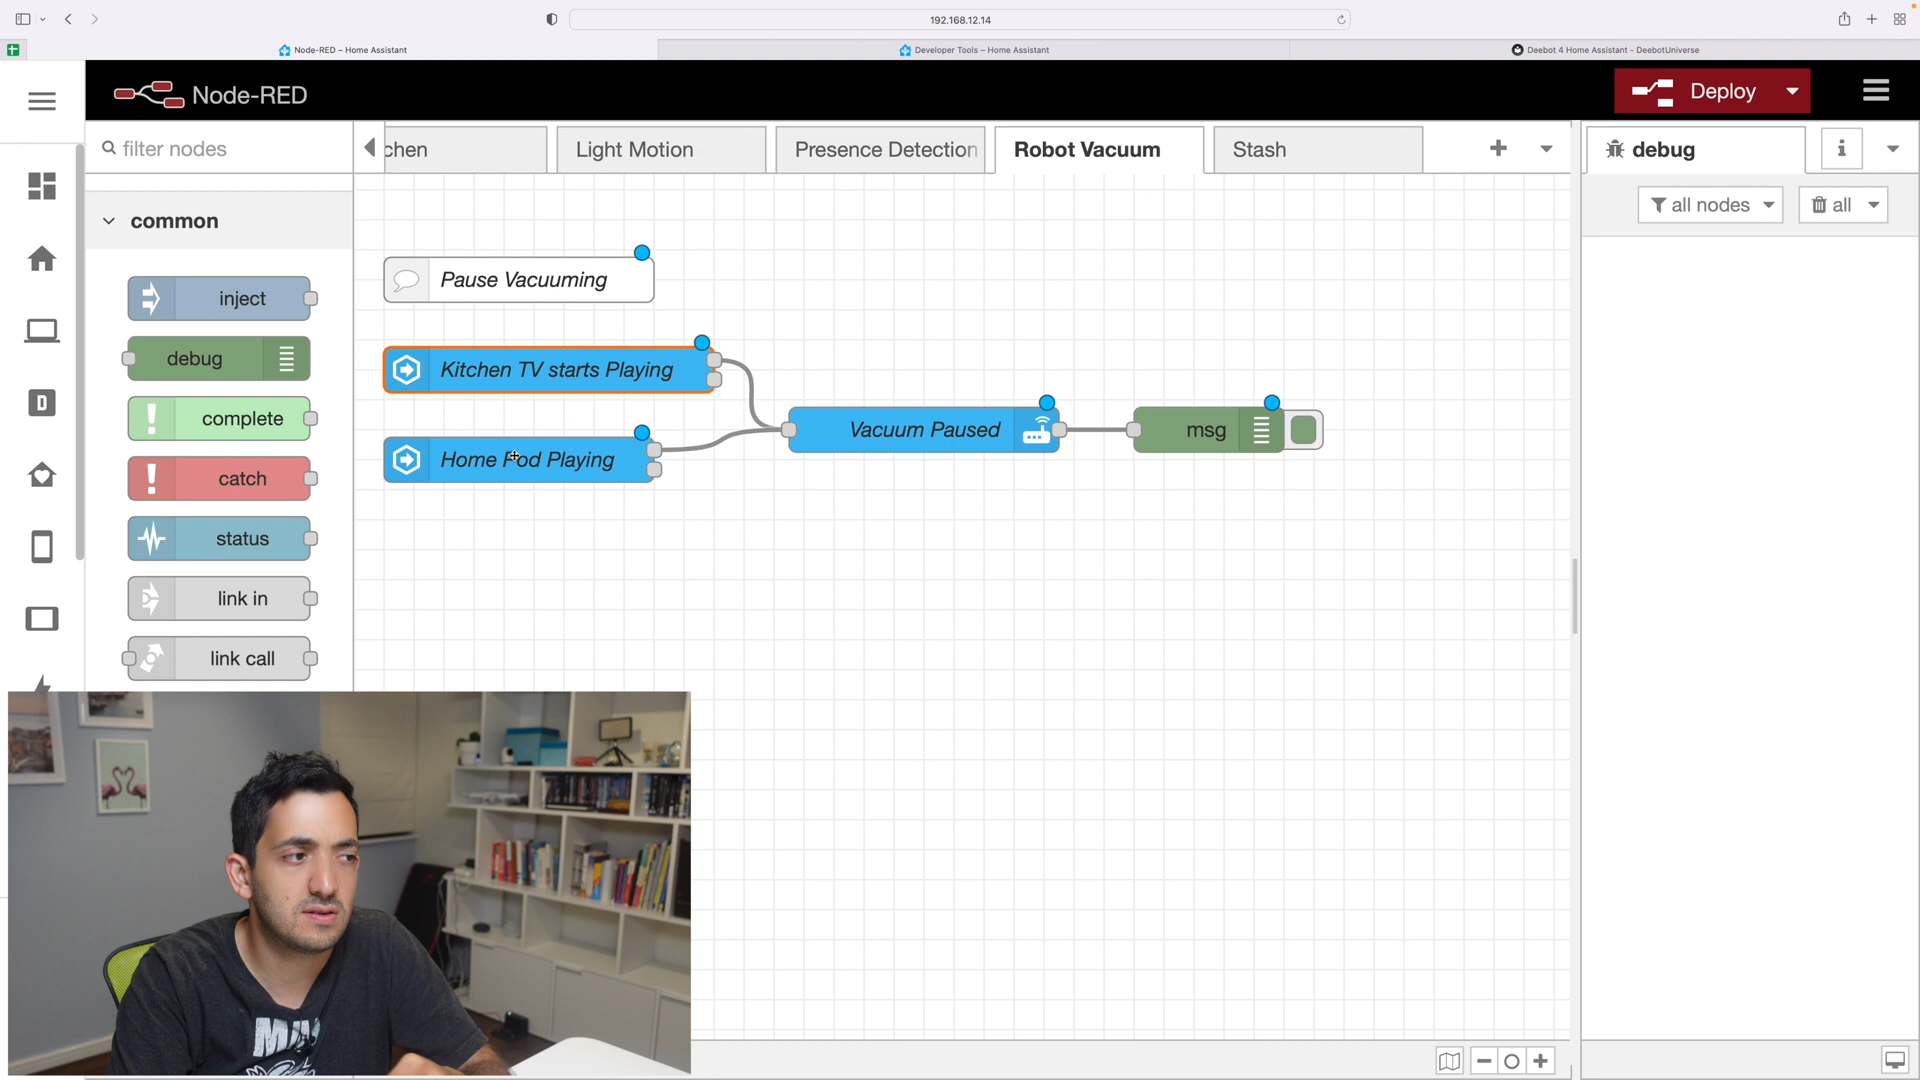 192.168.12.14
Node-RED – Home Assistant
Developer Tools – Home Assistant
Deebot 4 Home Assistant - DeebotUniverse
Node-RED
Deploy
filter nodes
chen
Light Motion
Presence Detection
Robot Vacuum
Stash
debug
i
all nodes
all
common
inject
debug
complete
catch
status
link in
link call
Pause Vacuuming
Kitchen TV starts Playing
Home Pod Playing
Vacuum Paused
msg
D